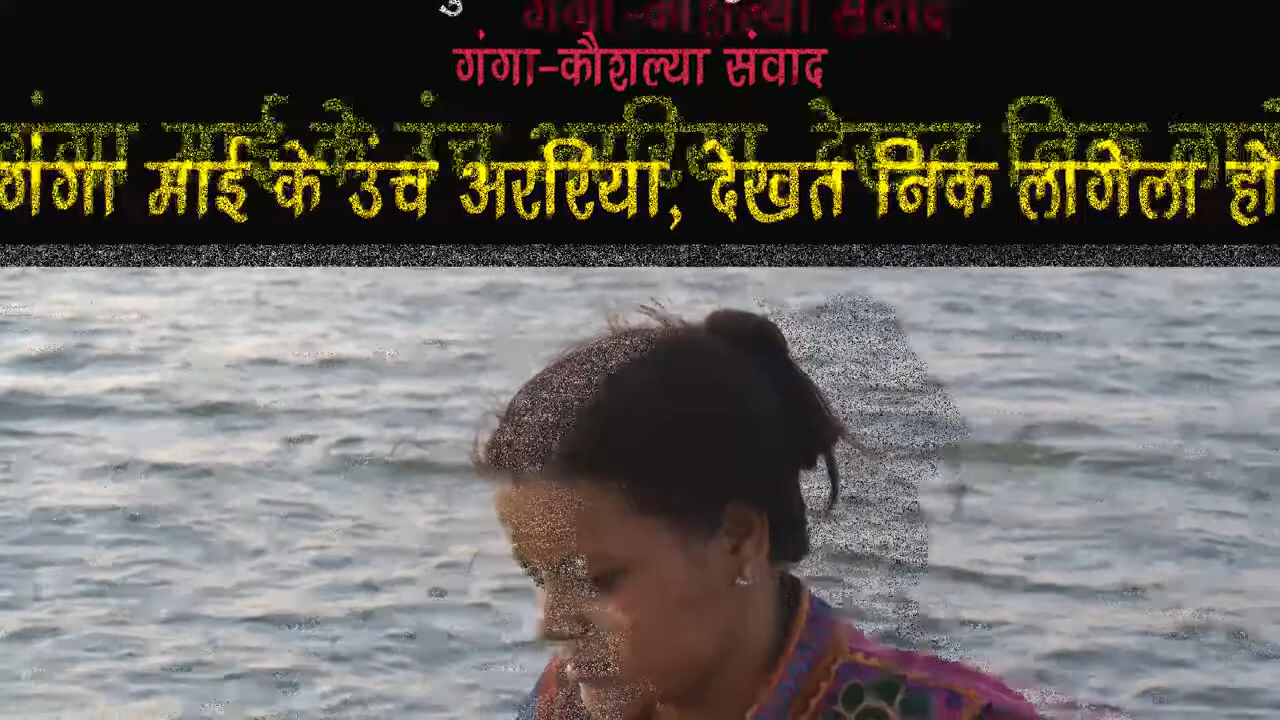 गंगा-कौशल्या संवाद
गंगा माई के उंच अररिया, देखत निक लागेला हो